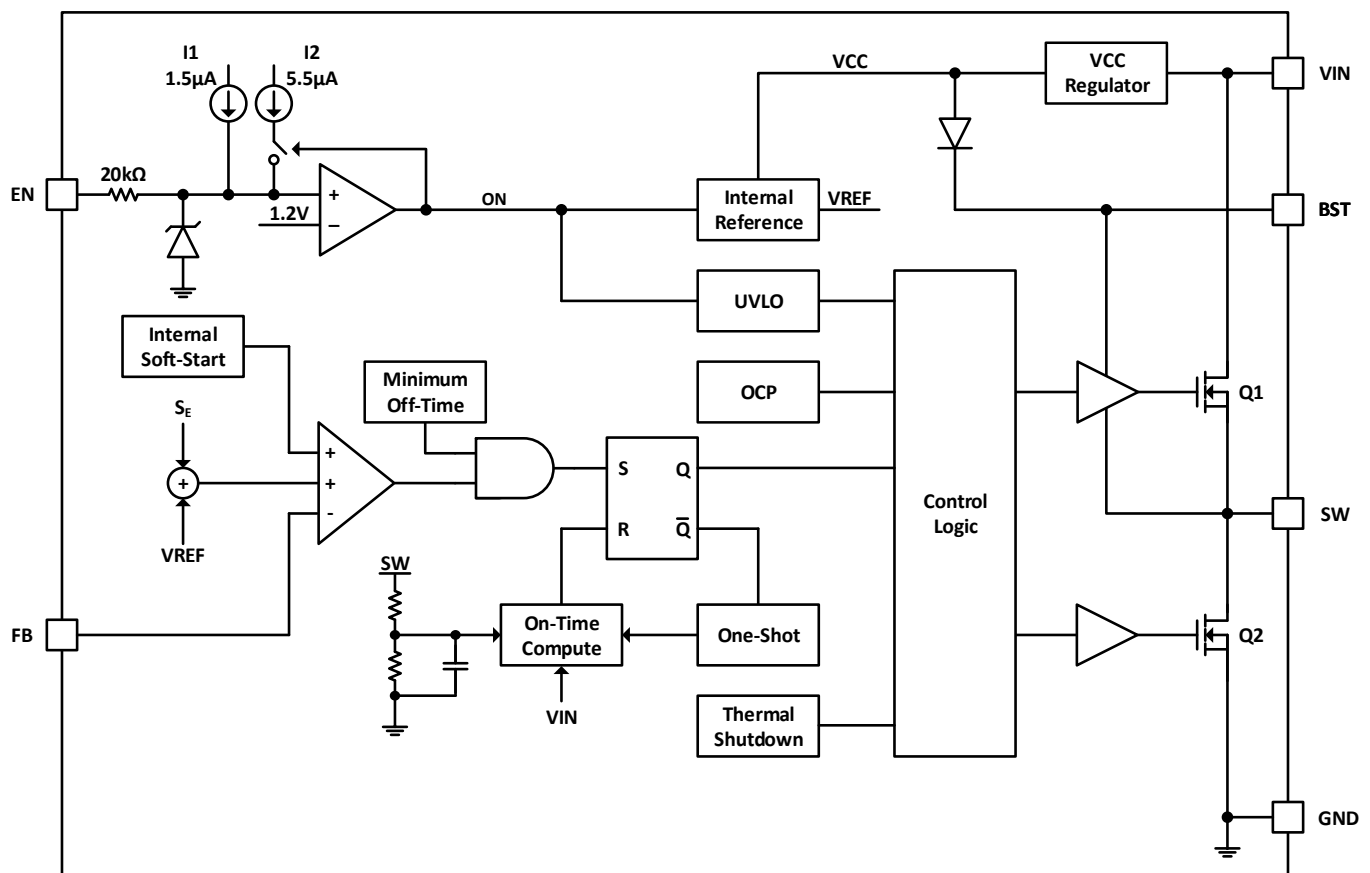 I1
1.5µA
I2
5.5µA
VCC
VCC
Regulator
VIN
EN
20kΩ
+
1.2V
–
ON
Internal
Reference
VREF
BST
UVLO
Internal
Soft-Start
Minimum
Off-Time
OCP
Q1
SE
+
+
+
-
VREF
S
Q
R
Q̅
Control
Logic
SW
SW
FB
On-Time
Compute
One-Shot
Q2
VIN
Thermal
Shutdown
GND